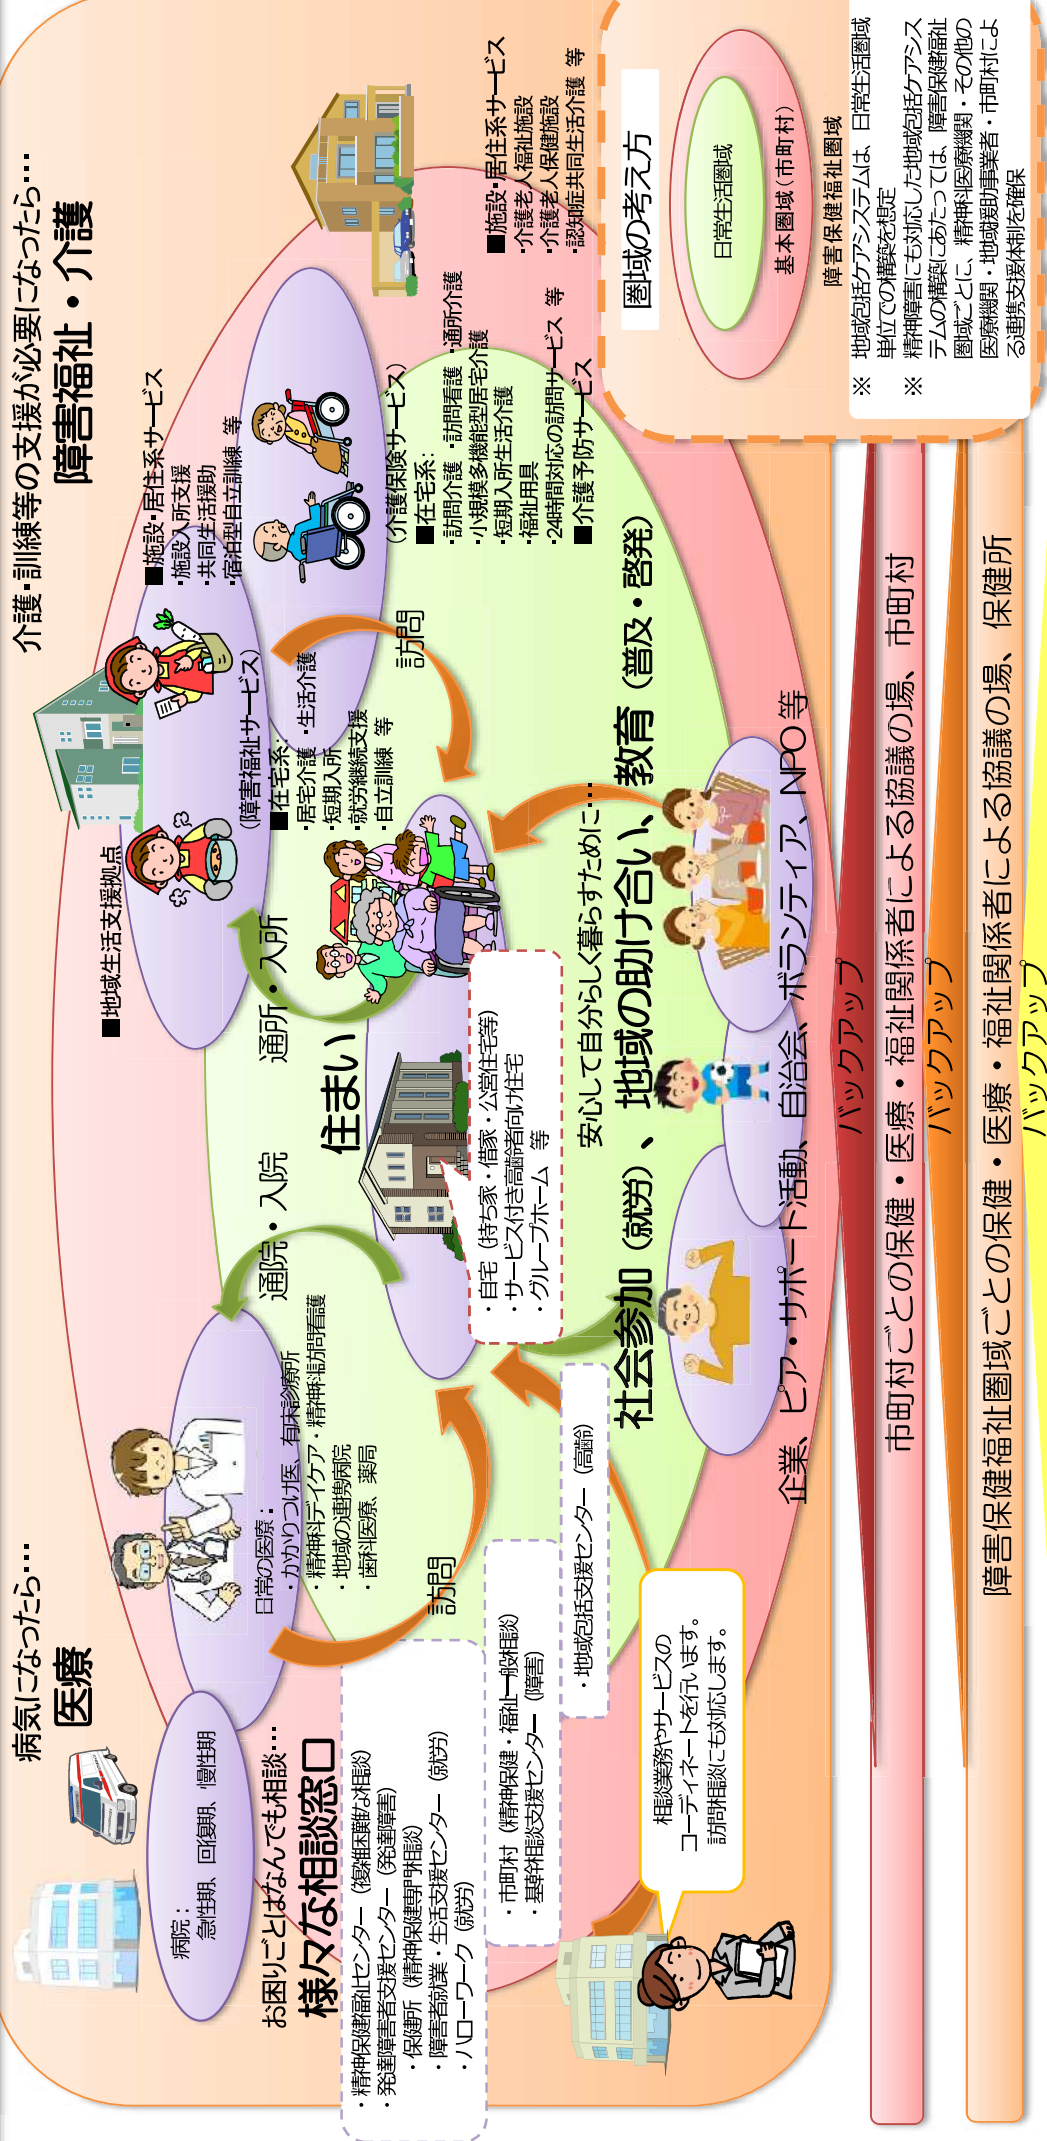 病気になったら…
医療
介護・訓練等の支援が必要になったら…
障害福祉・介護
病院：
急性期、回復期、慢性期
日常の医療：
・かかりつけ医、有床診療所
・精神科デイケア・精神科訪問看護
・地域の連携病院
・歯科医療、薬局
■地域生活支援拠点
■施設・居住系サービス
・施設入所支援
・共同生活援助
・宿泊型自立訓練 等
(障害福祉サービス)
■在宅系：
・居宅介護 ・生活介護
・短期入所
・就労継続支援
・自立訓練 等
(介護保険サービス)
■在宅系：
・訪問介護 ・訪問看護 ・通所介護
・小規模多機能型居宅介護
・短期入所生活介護
・福祉用具
・24時間対応の訪問サービス 等
■介護予防サービス
■施設・居住系サービス
・介護老人福祉施設
・介護老人保健施設
・認知症共同生活介護 等
通院・入院
通所・入所
訪問
訪問
住まい
・自宅（持ち家・借家・公営住宅等）
・サービス付き高齢者向け住宅
・グループホーム 等
お困りごとはなんでも相談…
様々な相談窓口
・精神保健福祉センター（複雑困難な相談）
・発達障害者支援センター（発達障害）
・保健所（精神保健専門相談）
・障害者就業・生活支援センター（就労）
・ハローワーク（就労）
・市町村（精神保健・福祉一般相談）
・基幹相談支援センター（障害）
・地域包括支援センター（高齢）
相談業務やサービスの
コーディネートを行います。
訪問相談にも対応します。
安心して自分らしく暮らすために…
社会参加（就労）、地域の助け合い、教育（普及・啓発）
企業、ピア・サポート活動、自治会、ボランティア、NPO等
圏域の考え方
日常生活圏域
基本圏域（市町村）
障害保健福祉圏域
※ 地域包括ケアシステムは、日常生活圏域
単位での構築を想定
※ 精神障害にも対応した地域包括ケアシス
テムの構築にあたっては、障害保健福祉
圏域ごとに、精神科医療機関・その他の
医療機関・地域援助事業者・市町村によ
る連携支援体制を確保
バックアップ
市町村ごとの保健・医療・福祉関係者による協議の場、市町村
バックアップ
障害保健福祉圏域ごとの保健・医療・福祉関係者による協議の場、保健所
バックアップ